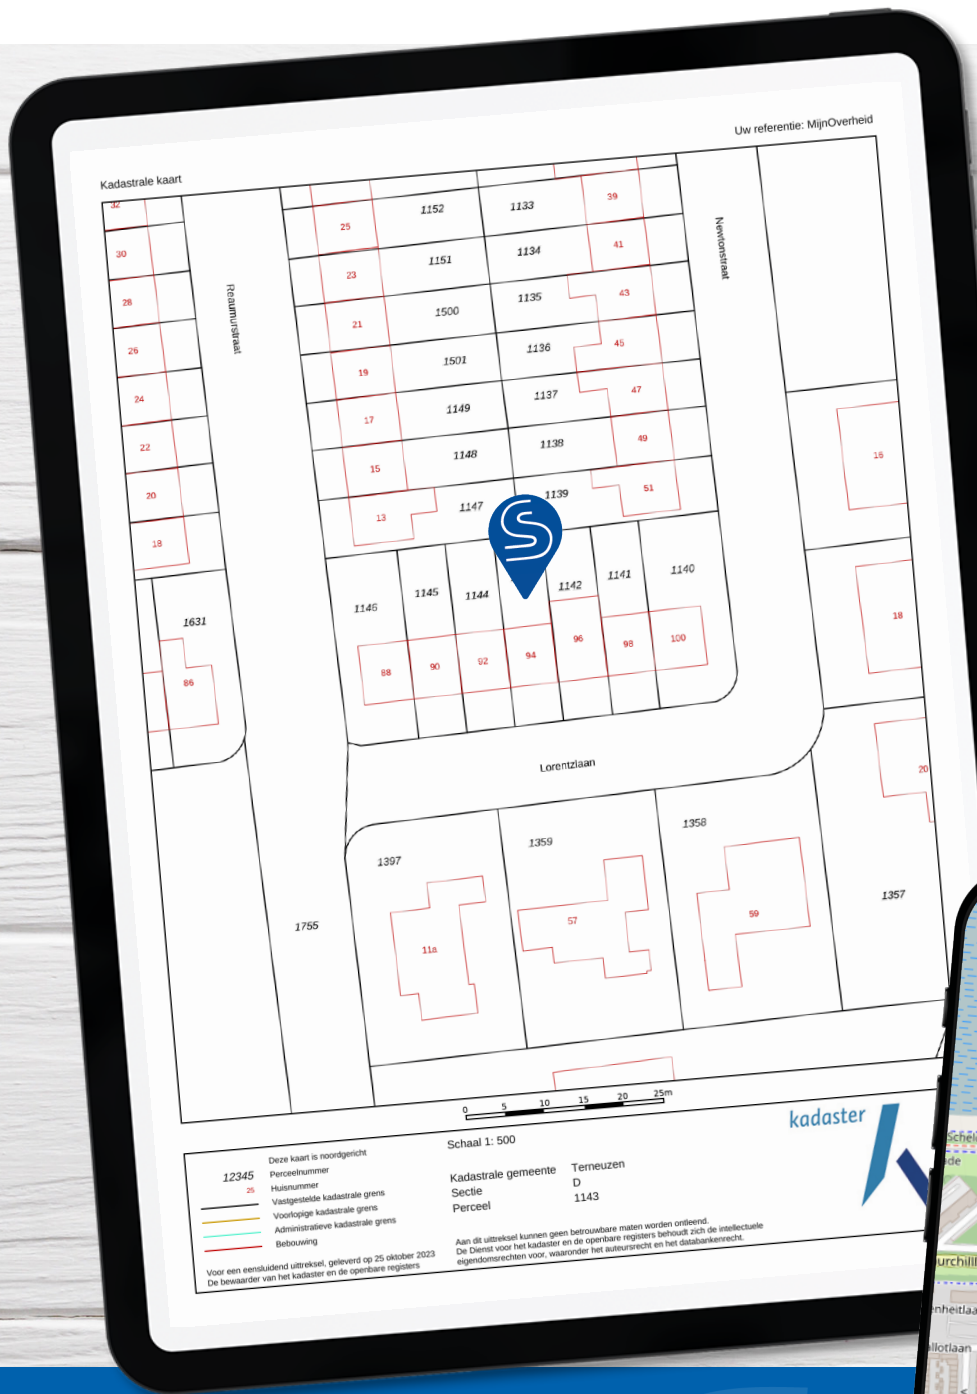 Kadastrale kaart
Uw referentie: MijnOverheid
32
30
28
26
24
22
20
18
Reaumurstraat
25
23
21
19
17
15
13
1152
1151
1500
1501
1149
1148
1147
1133
1134
1135
1136
1137
1138
1139
39
41
43
45
47
49
51
Newtonstraat
16
18
20
1631
86
1146
1145
1144
1142
1141
1140
88
90
92
94
96
98
100
Lorentzlaan
1397
1359
1358
1357
11a
57
59
1755
0 5 10 15 20 25m
Schaal 1: 500
Deze kaart is noordgericht
12345 Perceelnummer
25 Huisnummer
Vastgestelde kadastrale grens
Voorlopige kadastrale grens
Administratieve kadastrale grens
Bebouwing
Voor een eensluidend uittreksel, geleverd op 25 oktober 2023
De bewaarder van het kadaster en de openbare registers
Kadastrale gemeente Terneuzen
Sectie D
Perceel 1143
Aan dit uittreksel kunnen geen betrouwbare maten worden ontleend.
De Dienst voor het kadaster en de openbare registers behoudt zich de intellectuele
eigendomsrechten voor, waaronder het auteursrecht en het databankenrecht.
kadaster
Schel
de
urchill
enheitlaa
llotlaan